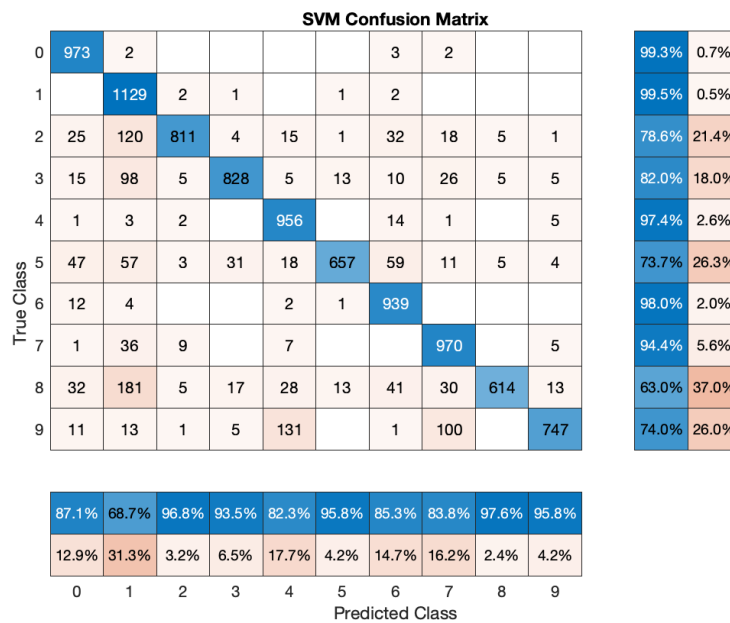 SVM Confusion Matrix
0 973 2 3 2 99.3% 0.7%
1 1129 2 1 1 2 99.5% 0.5%
2 25 120 811 4 15 1 32 18 5 1 78.6% 21.4%
3 15 98 5 828 5 13 10 26 5 5 82.0% 18.0%
4 1 3 2 956 14 1 5 97.4% 2.6%
5 47 57 3 31 18 657 59 11 5 4 73.7% 26.3%
6 12 4 2 1 939 98.0% 2.0%
7 1 36 9 7 970 5 94.4% 5.6%
8 32 181 5 17 28 13 41 30 614 13 63.0% 37.0%
9 11 13 1 5 131 1 100 747 74.0% 26.0%
True Class
87.1% 68.7% 96.8% 93.5% 82.3% 95.8% 85.3% 83.8% 97.6% 95.8%
12.9% 31.3% 3.2% 6.5% 17.7% 4.2% 14.7% 16.2% 2.4% 4.2%
0 1 2 3 4 5 6 7 8 9
Predicted Class